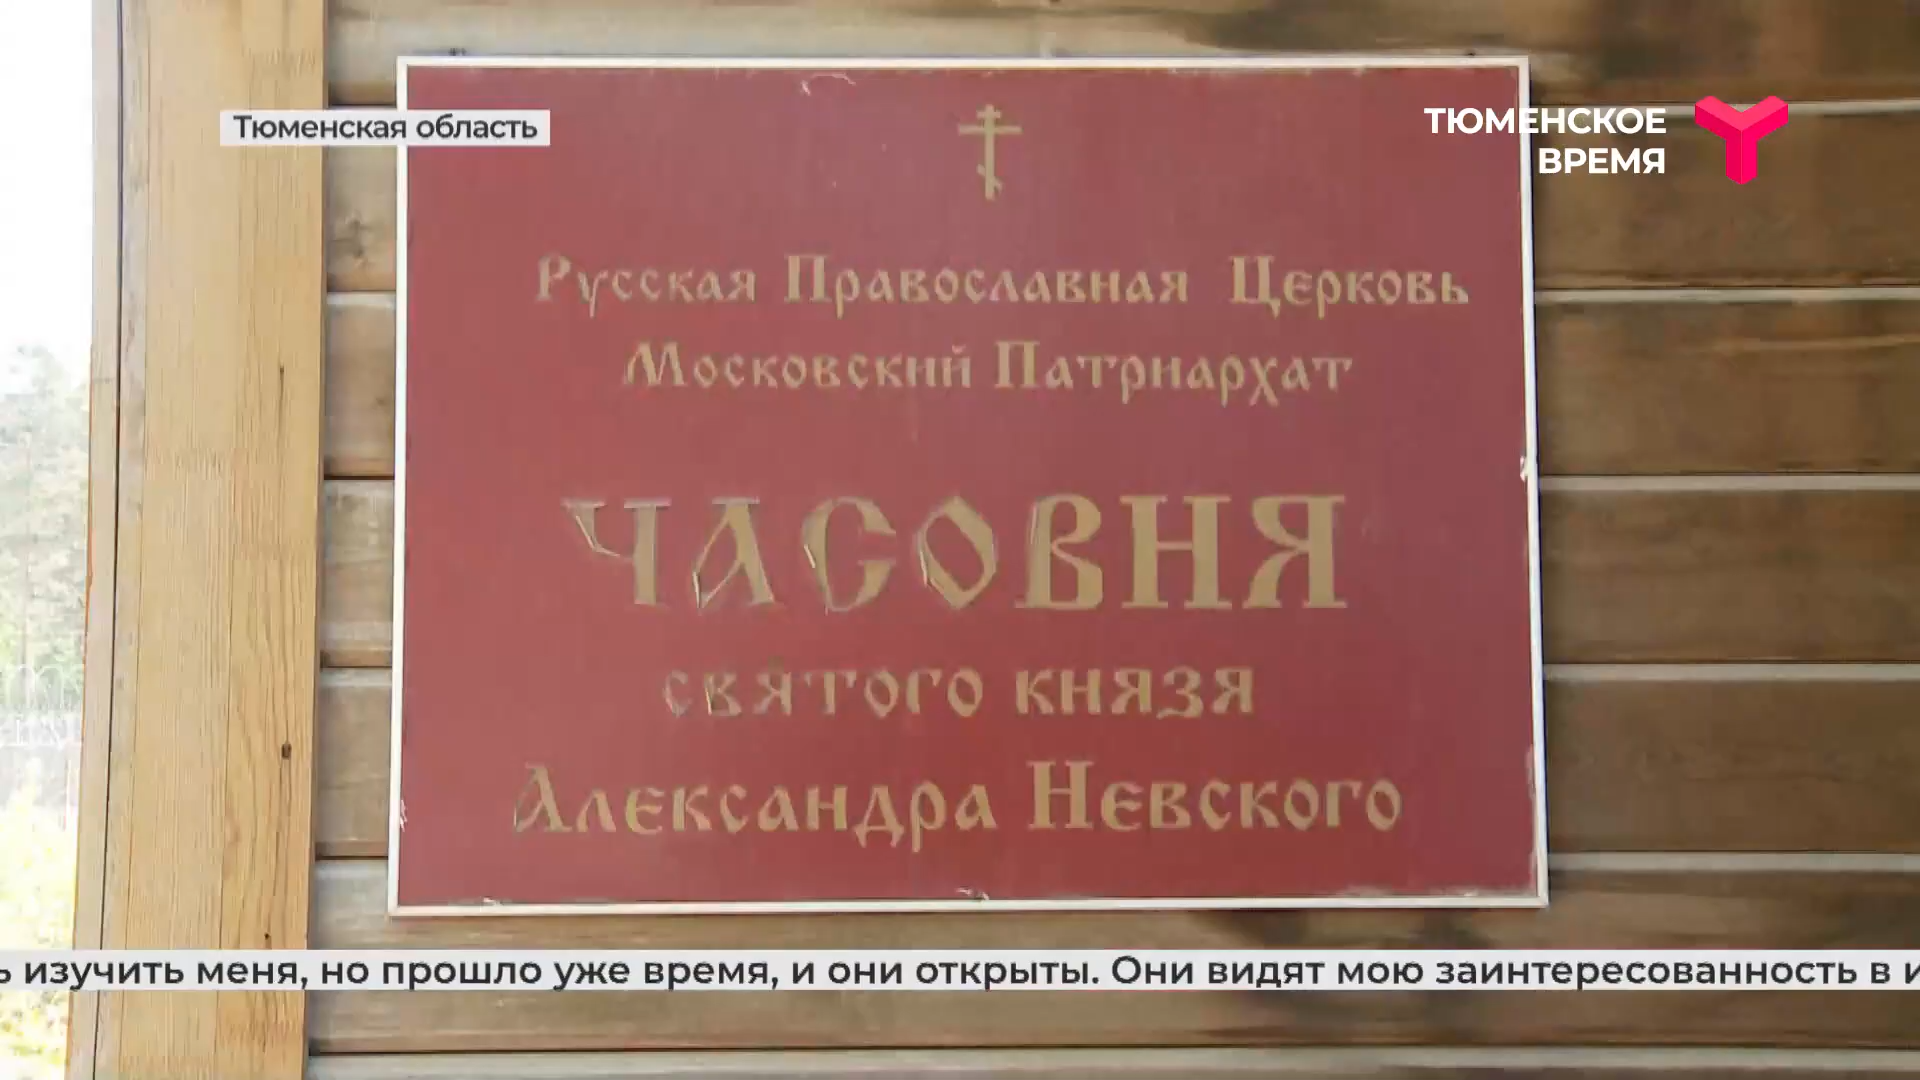 Тюменская область
ТЮМЕНСКОЕ
ВРЕМЯ
Русская Православная Церковь
Московский Патриархат
ЧАСОВНЯ
святого князя
Александра Невского
ь изучить меня, но прошло уже время, и они открыты. Они видят мою заинтересованность в и